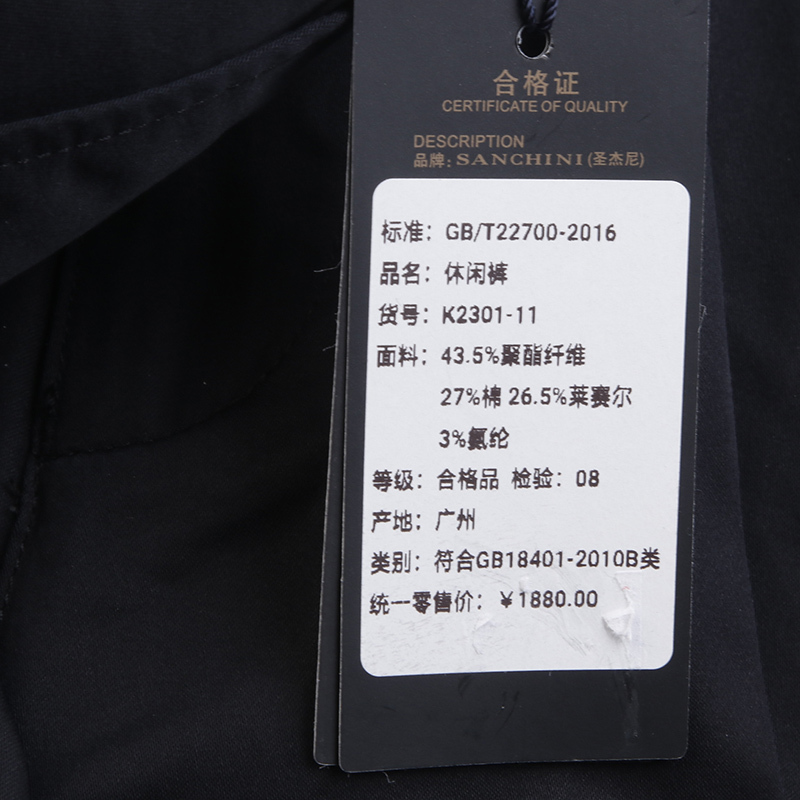 合格证
CERTIFICATE OF QUALITY
DESCRIPTION
品牌: SANCHINI(圣杰尼)
标准: GB/T22700-2016
品名: 休闲裤
货号: K2301-11
面料: 43.5%聚酯纤维
27%棉 26.5%莱赛尔
3%氨纶
等级: 合格品 检验: 08
产地: 广州
类别: 符合GB18401-2010B类
统一零售价: ￥1880.00